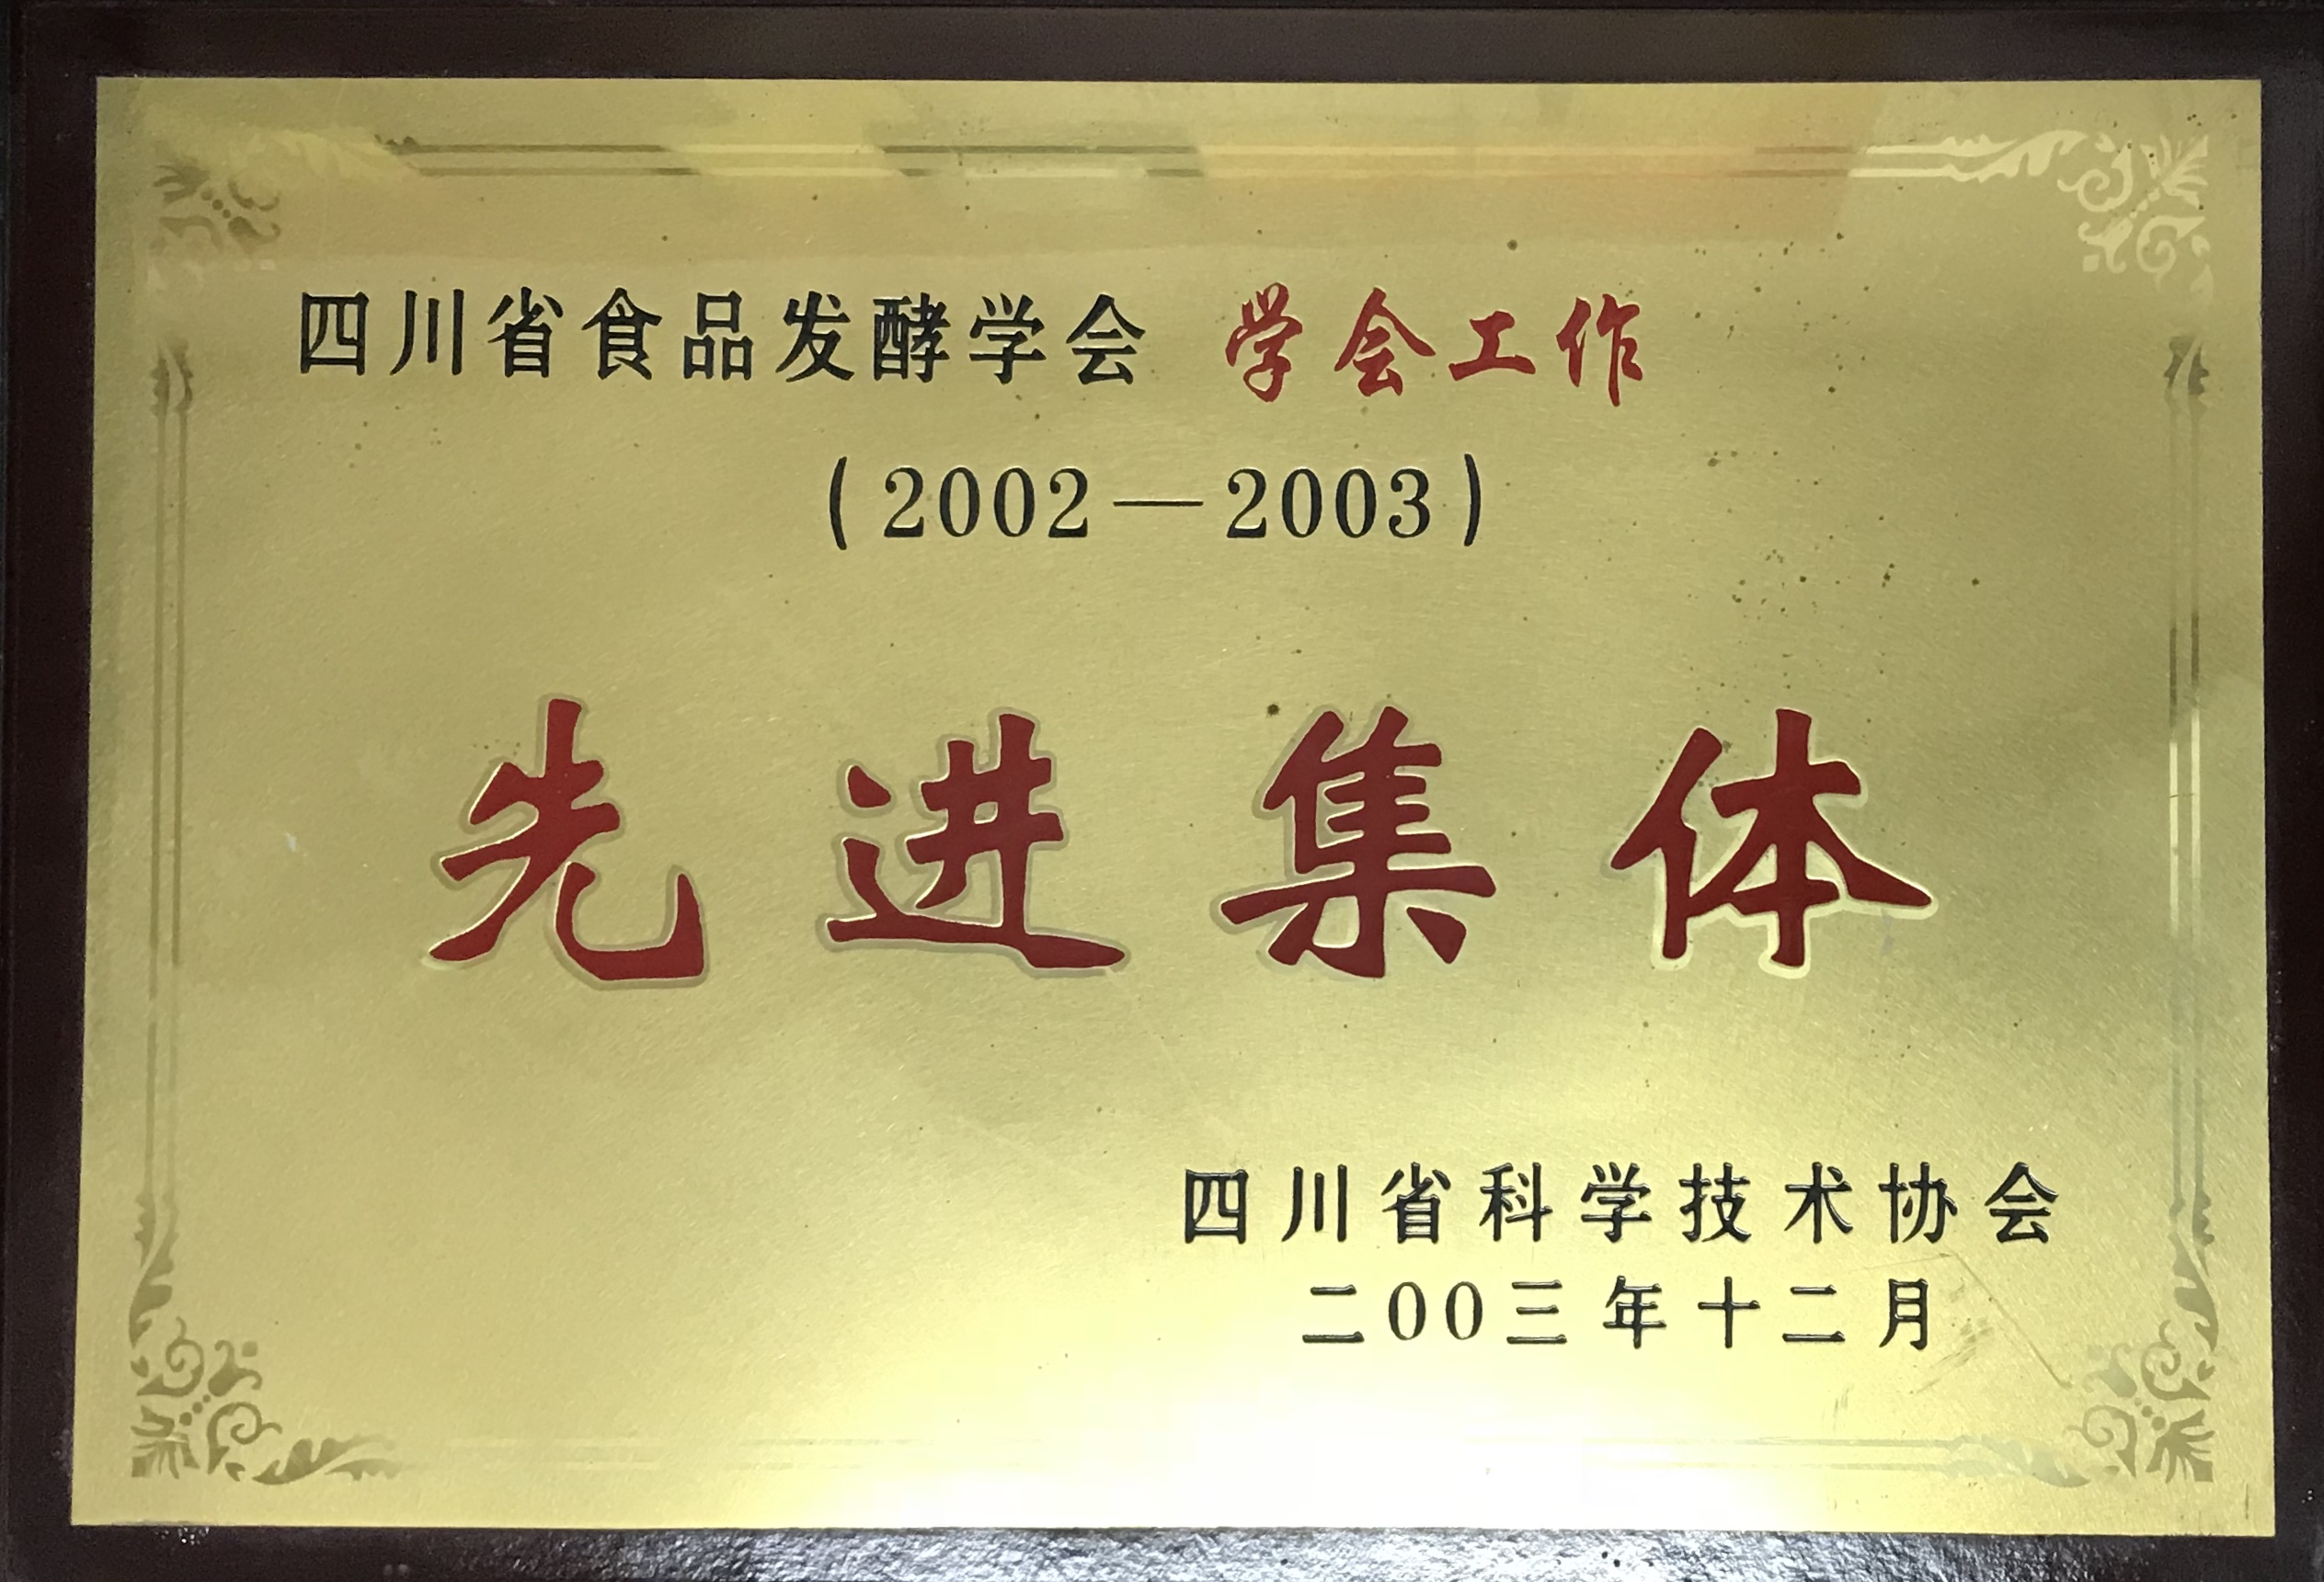 四川省食品发酵学会 学会工作
(2002—2003)
先进集体
四川省科学技术协会
二00三年十二月